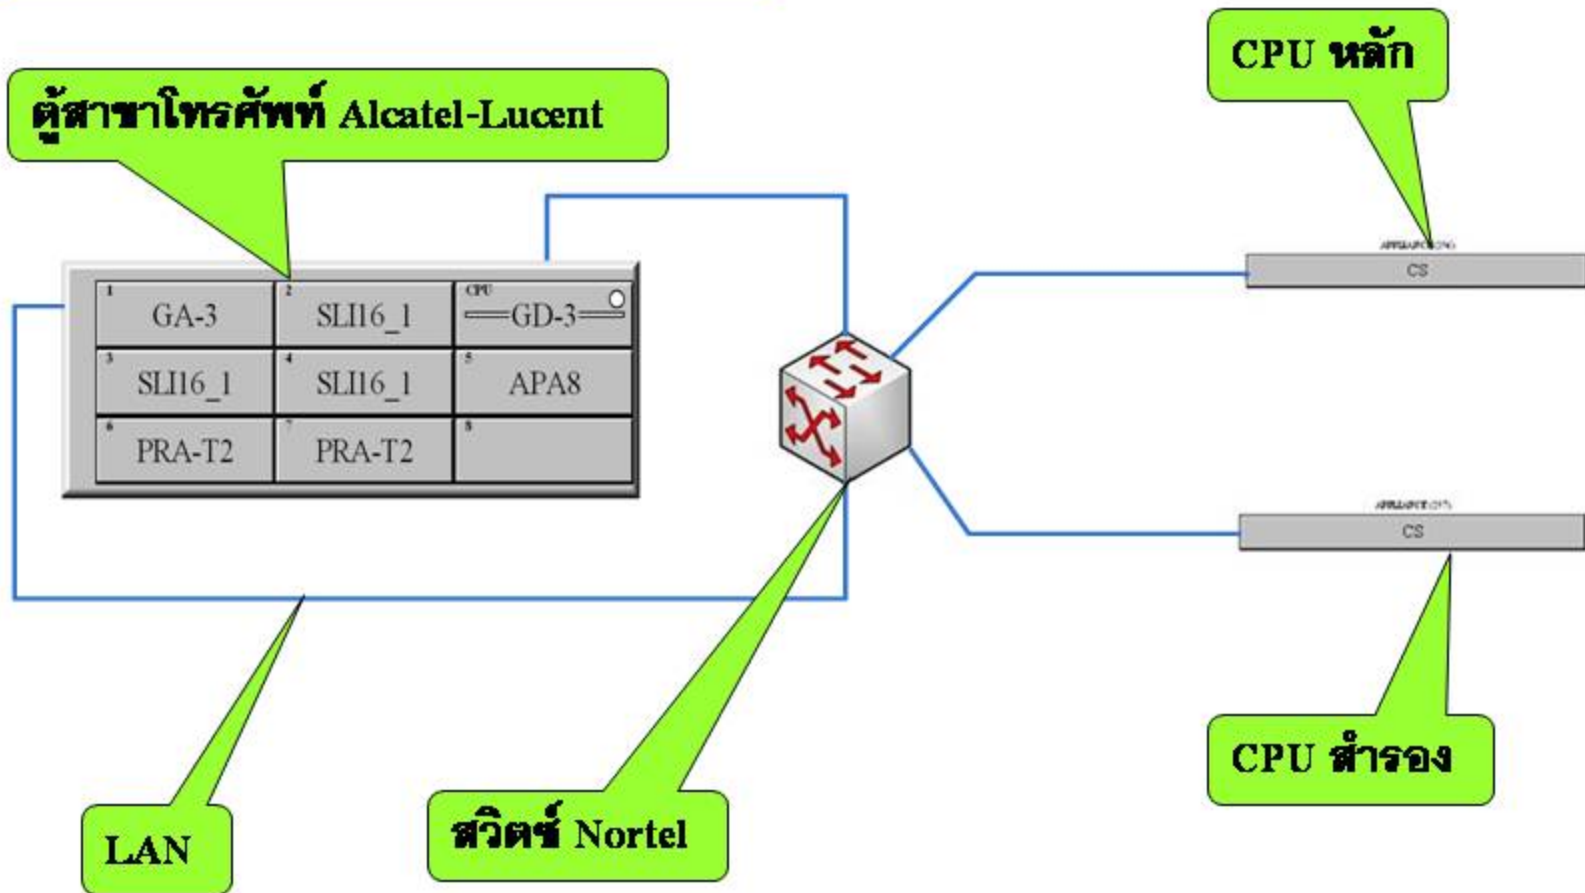 CPU หลัก
ตู้สาขาโทรศัพท์ Alcatel-Lucent
CS
1 GA-3
2 SLI16_1
CPU GD-3
3 SLI16_1
4 SLI16_1
5 APA8
6 PRA-T2
7 PRA-T2
8
CS
CPU สำรอง
สวิตซ์ Nortel
LAN